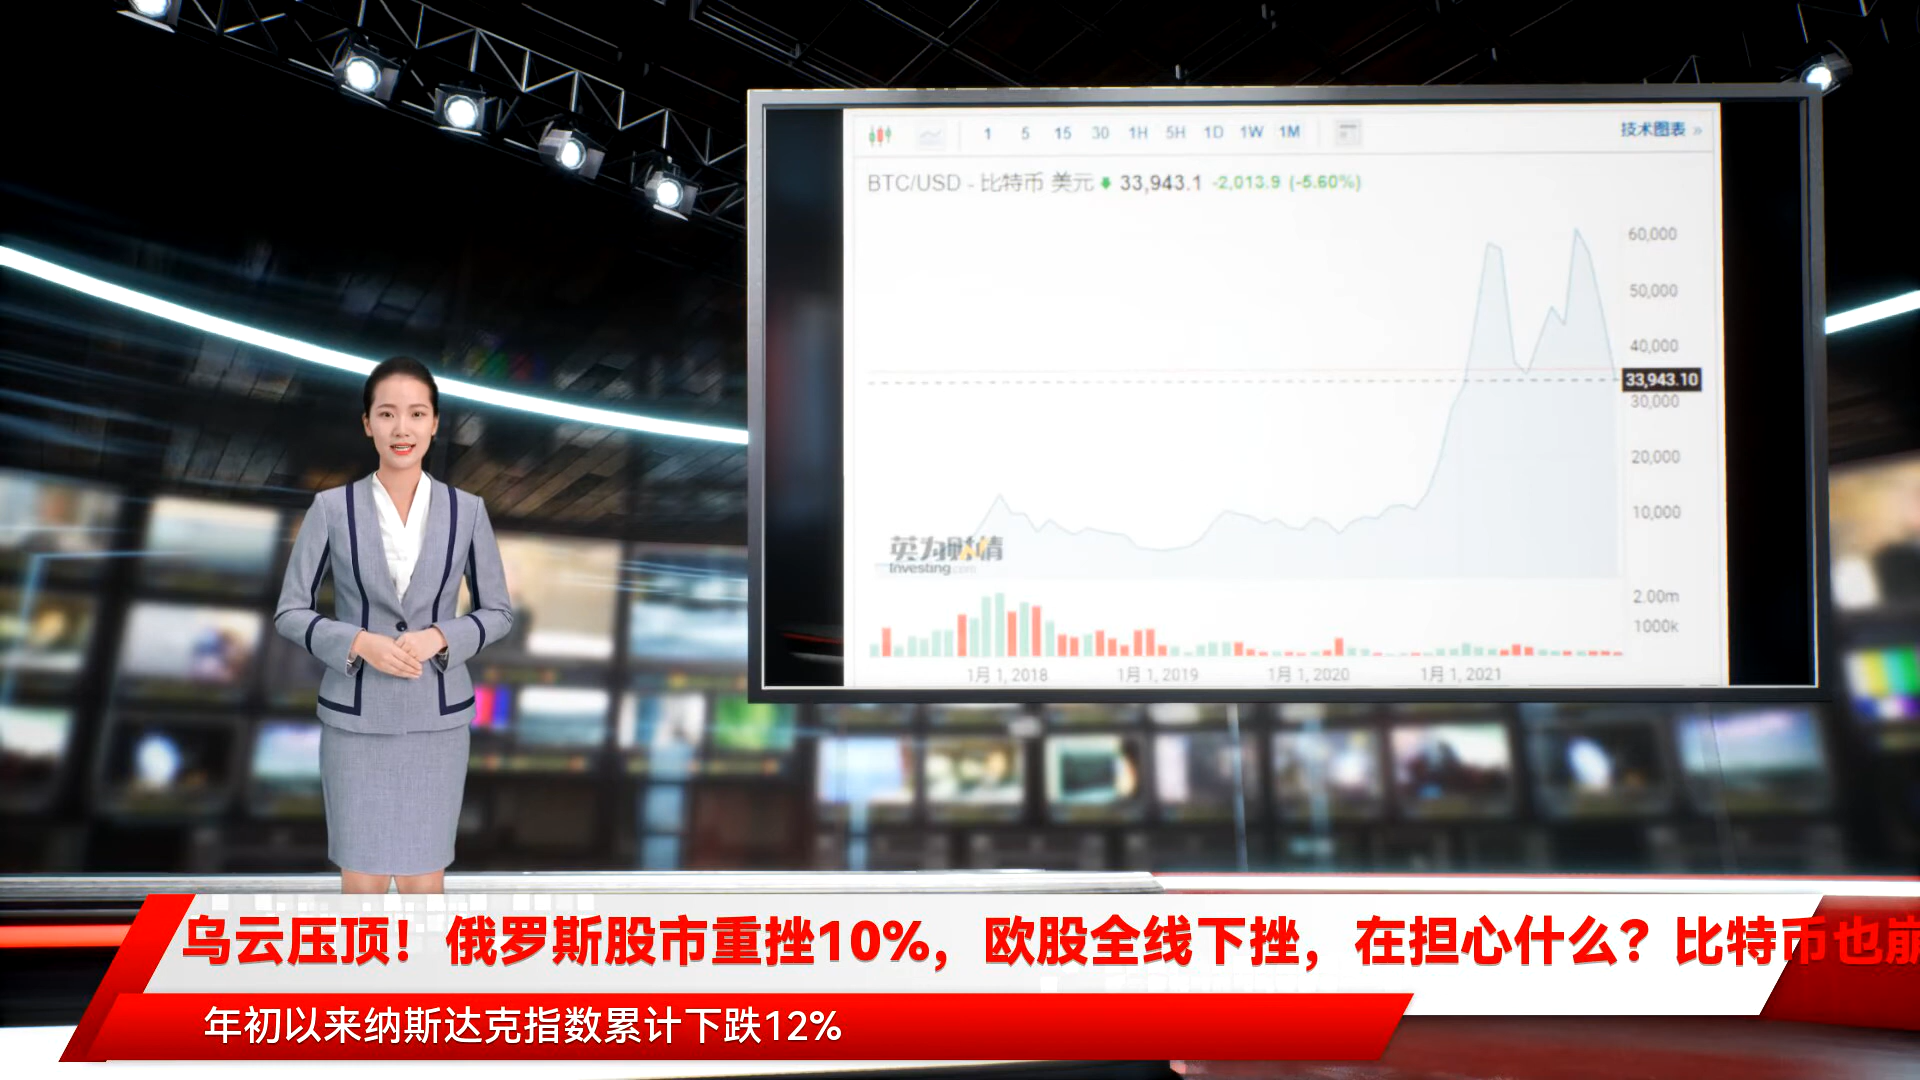 1 5 15 30 1H 5H 1D 1W 1M 技术图表 »
BTC/USD - 比特币 美元 33,943.1 -2,013.9 (-5.60%)
60,000
50,000
40,000
33,943.10
30,000
20,000
10,000
英为财情
Investing.com
2.00m
1000k
1月 1, 2018 1月 1, 2019 1月 1, 2020 1月 1, 2021
乌云压顶！俄罗斯股市重挫10%，欧股全线下挫，在担心什么？比特币也崩
年初以来纳斯达克指数累计下跌12%